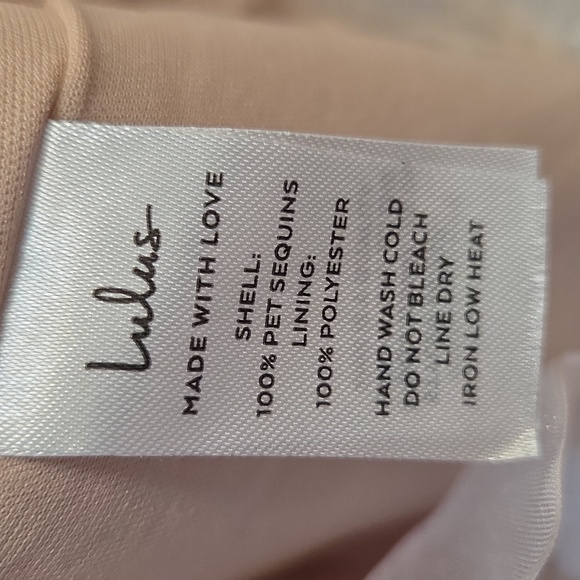 Lulus
MADE WITH LOVE
SHELL:
100% PET SEQUINS
LINING:
100% POLYESTER
HAND WASH COLD
DO NOT BLEACH
LINE DRY
IRON LOW HEAT